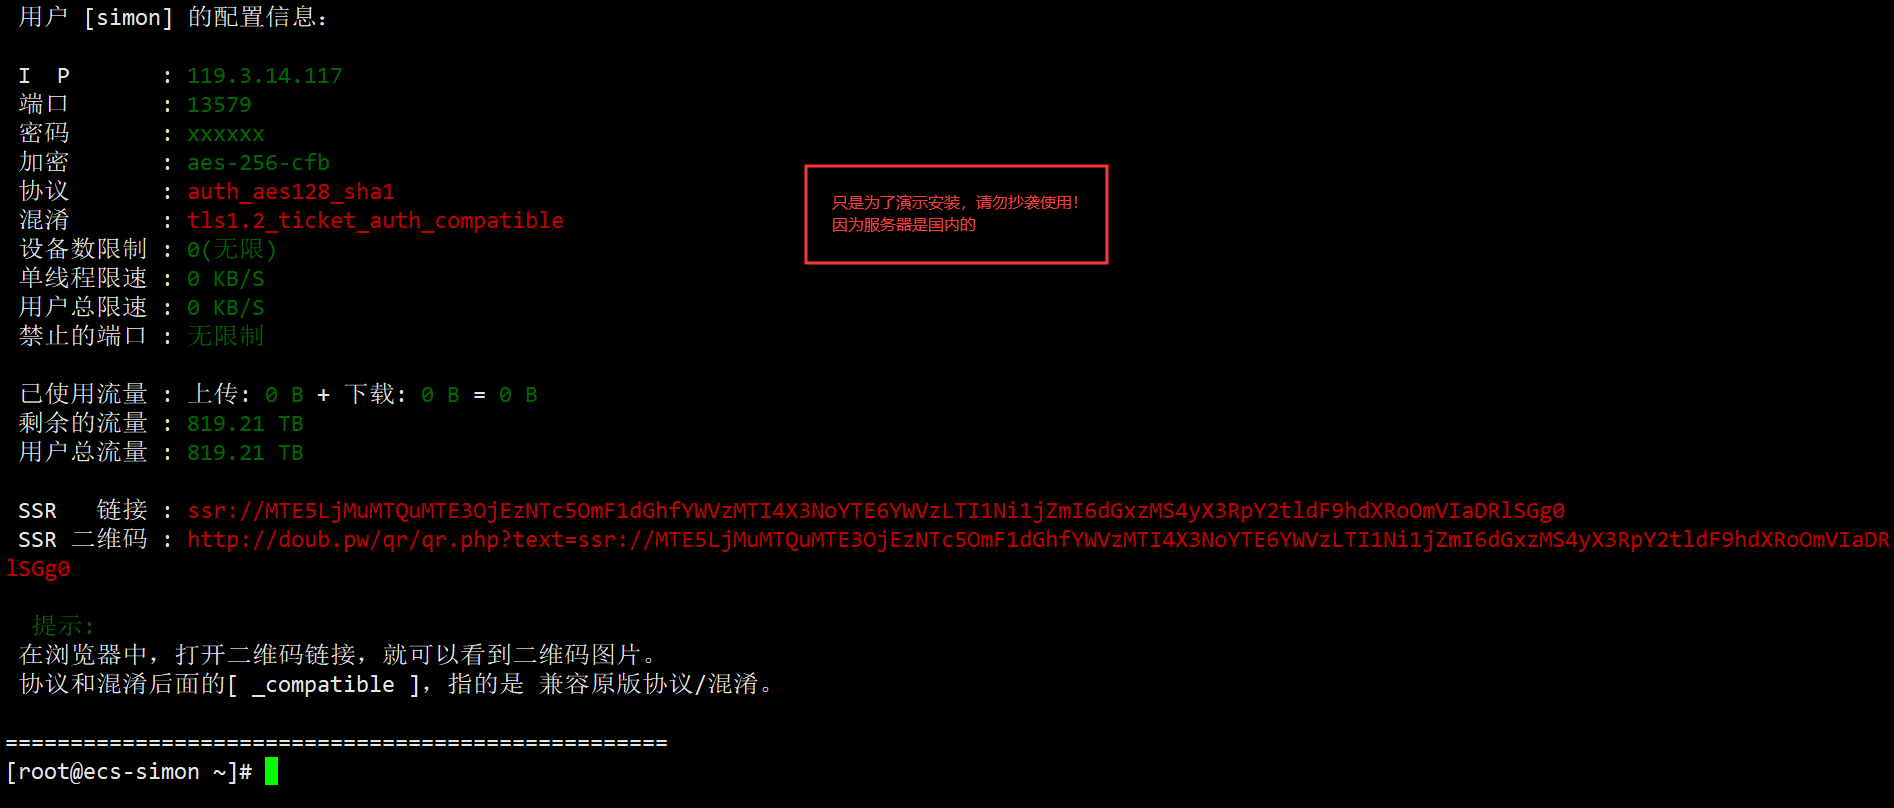 用户 [simon] 的配置信息：
I  P       : 119.3.14.117
端口       : 13579
密码       : xxxxxx
加密       : aes-256-cfb
协议       : auth_aes128_sha1
混淆       : tls1.2_ticket_auth_compatible
只是为了演示安装，请勿抄袭使用！
因为服务器是国内的
设备数限制 : 0(无限)
单线程限速 : 0 KB/S
用户总限速 : 0 KB/S
禁止的端口 : 无限制
已使用流量 : 上传: 0 B + 下载: 0 B = 0 B
剩余的流量 : 819.21 TB
用户总流量 : 819.21 TB
SSR   链接 : ssr://MTE5LjMuMTQuMTE3OjEzNTc5OmF1dGhfYWVzMTI4X3NoYTE6YWVzLTI1Ni1jZmI6dGxzMS4yX3RpY2tldF9hdXRoOmVIaDRlSGg0
SSR 二维码 : http://doub.pw/qr/qr.php?text=ssr://MTE5LjMuMTQuMTE3OjEzNTc5OmF1dGhfYWVzMTI4X3NoYTE6YWVzLTI1Ni1jZmI6dGxzMS4yX3RpY2tldF9hdXRoOmVIaDR
lSGg0
提示:
在浏览器中，打开二维码链接，就可以看到二维码图片。
协议和混淆后面的[ _compatible ]，指的是 兼容原版协议/混淆。
===================================================
[root@ecs-simon ~]#